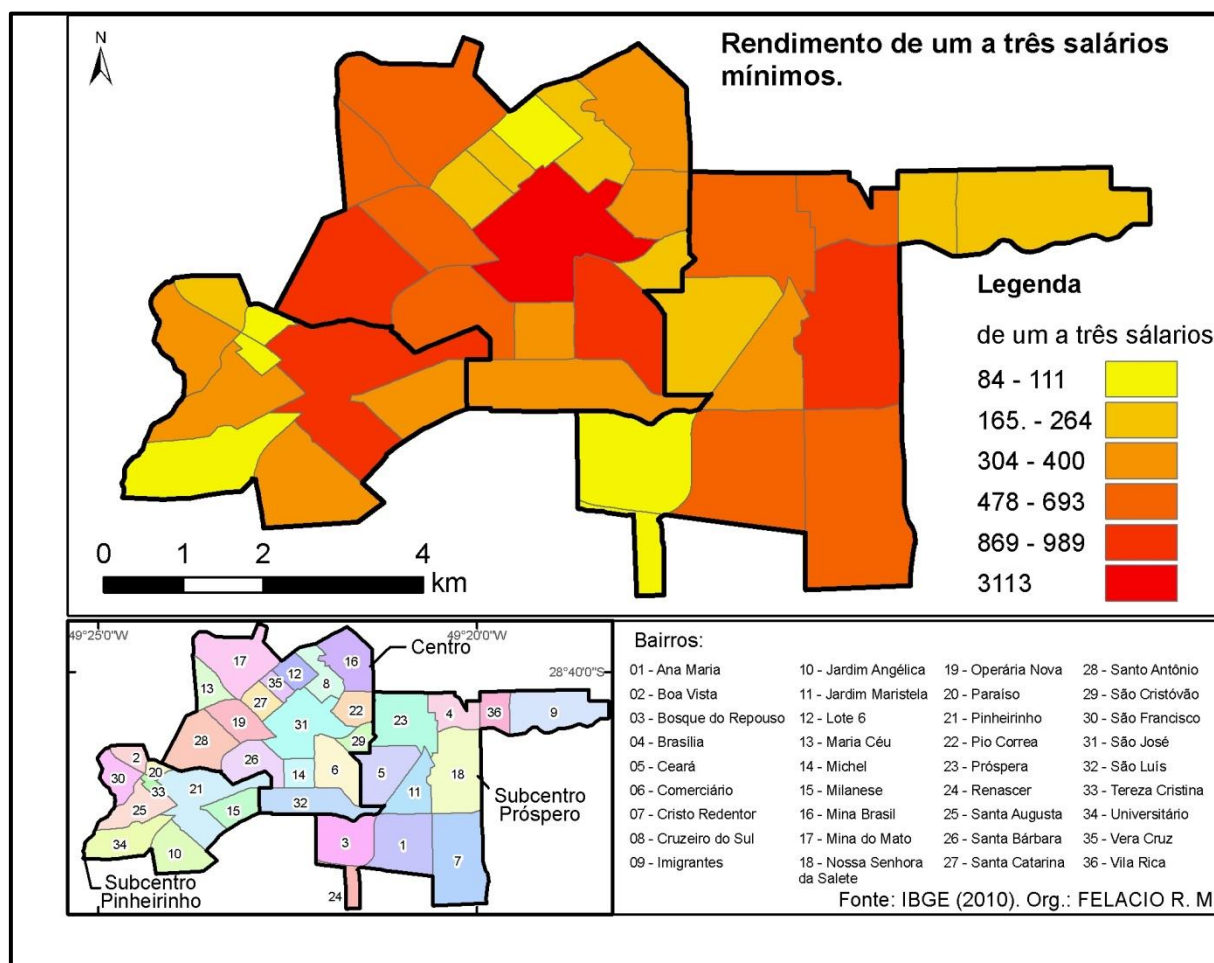 N
Rendimento de um a três salários
mínimos.
Legenda
de um a três sálarios
84 - 111
165. - 264
304 - 400
478 - 693
869 - 989
3113
0 1 2 4
km
49°25'0"W
49°20'0"W
28°40'0"S
Centro
Subcentro
Próspero
Subcentro
Pinheirinho
17
12
16
35
8
13
27
22
19
31
23
4
36
9
28
29
2
26
20
30
14
6
5
18
33
21
11
25
15
32
34
10
3
1
7
24
Bairros:
01 - Ana Maria
02 - Boa Vista
03 - Bosque do Repouso
04 - Brasília
05 - Ceará
06 - Comerciário
07 - Cristo Redentor
08 - Cruzeiro do Sul
09 - Imigrantes
10 - Jardim Angélica
11 - Jardim Maristela
12 - Lote 6
13 - Maria Céu
14 - Michel
15 - Milanese
16 - Mina Brasil
17 - Mina do Mato
18 - Nossa Senhora
da Salete
19 - Operária Nova
20 - Paraíso
21 - Pinheirinho
22 - Pio Correa
23 - Próspera
24 - Renascer
25 - Santa Augusta
26 - Santa Bárbara
27 - Santa Catarina
28 - Santo Antônio
29 - São Cristóvão
30 - São Francisco
31 - São José
32 - São Luís
33 - Tereza Cristina
34 - Universitário
35 - Vera Cruz
36 - Vila Rica
Fonte: IBGE (2010). Org.: FELACIO R. M